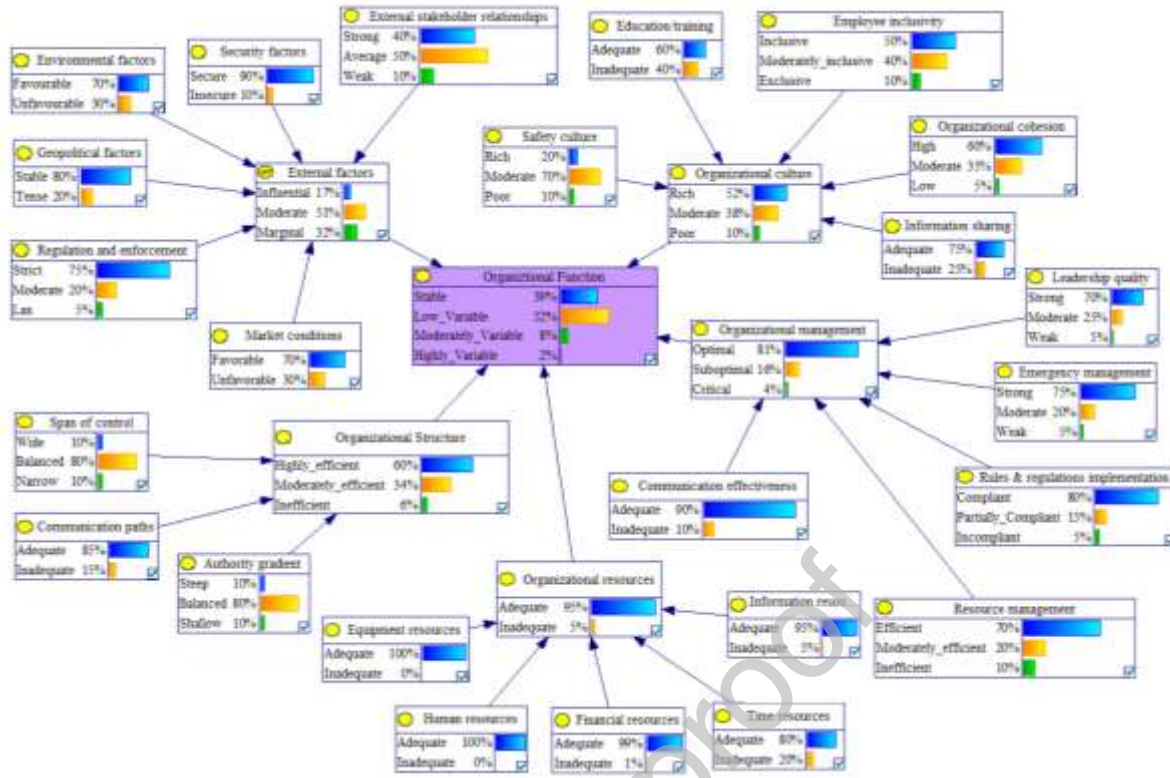 External stakeholder relationships
Strong 40%
Average 50%
Weak 10%
Education/training
Adequate 60%
Inadequate 40%
Employee inclusivity
Inclusive 50%
Moderately_inclusive 40%
Exclusive 10%
Environmental factors
Favourable 70%
Unfavourable 30%
Security factors
Secure 90%
Insecure 10%
Safety culture
Rich 20%
Moderate 70%
Poor 10%
Organizational cohesion
High 60%
Moderate 35%
Low 5%
Geopolitical factors
Stable 80%
Tense 20%
External factors
Influential 17%
Moderate 51%
Marginal 32%
Organizational culture
Rich 52%
Moderate 38%
Poor 10%
Information sharing
Adequate 75%
Inadequate 25%
Regulation and enforcement
Strict 75%
Moderate 20%
Lax 5%
Organiztional Function
Stable 39%
Low_Variable 52%
Moderately_Variable 8%
Highly_Variable 2%
Leadership quality
Strong 70%
Moderate 25%
Weak 5%
Market conditions
Favorable 70%
Unfavorable 30%
Organizational management
Optimal 81%
Suboptimal 16%
Critical 4%
Emergency management
Strong 75%
Moderate 20%
Weak 5%
Span of control
Wide 10%
Balanced 80%
Narrow 10%
Organizational Structure
Highly_efficient 60%
Moderately_efficient 34%
Inefficient 6%
Communication effectiveness
Adequate 90%
Inadequate 10%
Rules & regulations implementation
Compliant 80%
Partially_Compliant 15%
Incompliant 5%
Communication paths
Adequate 85%
Inadequate 15%
Authority gradient
Steep 10%
Balanced 80%
Shallow 10%
Organizational resources
Adequate 95%
Inadequate 5%
Equipment resources
Adequate 100%
Inadequate 0%
Information resou...
Adequate 95%
Inadequate 5%
Resource management
Efficient 70%
Moderately_efficient 20%
Inefficient 10%
Human resources
Adequate 100%
Inadequate 0%
Financial resources
Adequate 99%
Inadequate 1%
Time resources
Adequate 80%
Inadequate 20%
proof